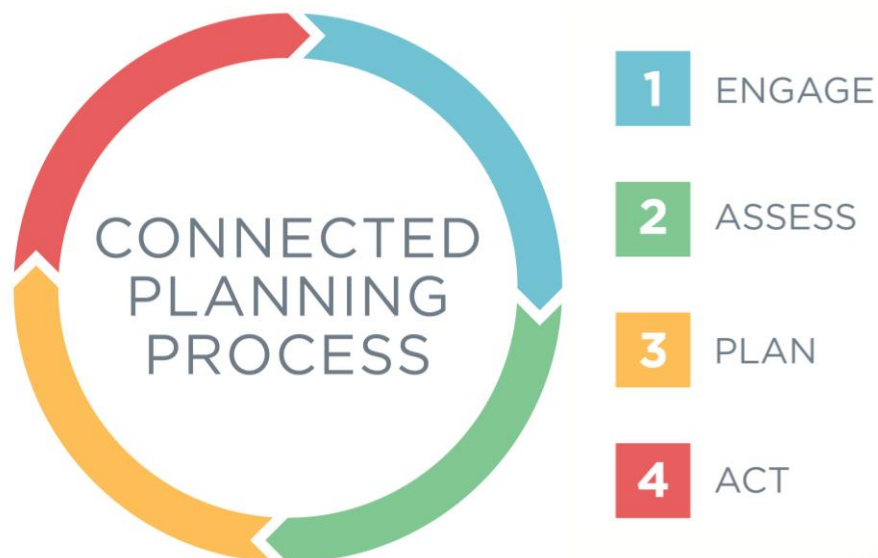 CONNECTED
PLANNING
PROCESS
1 ENGAGE
2 ASSESS
3 PLAN
4 ACT